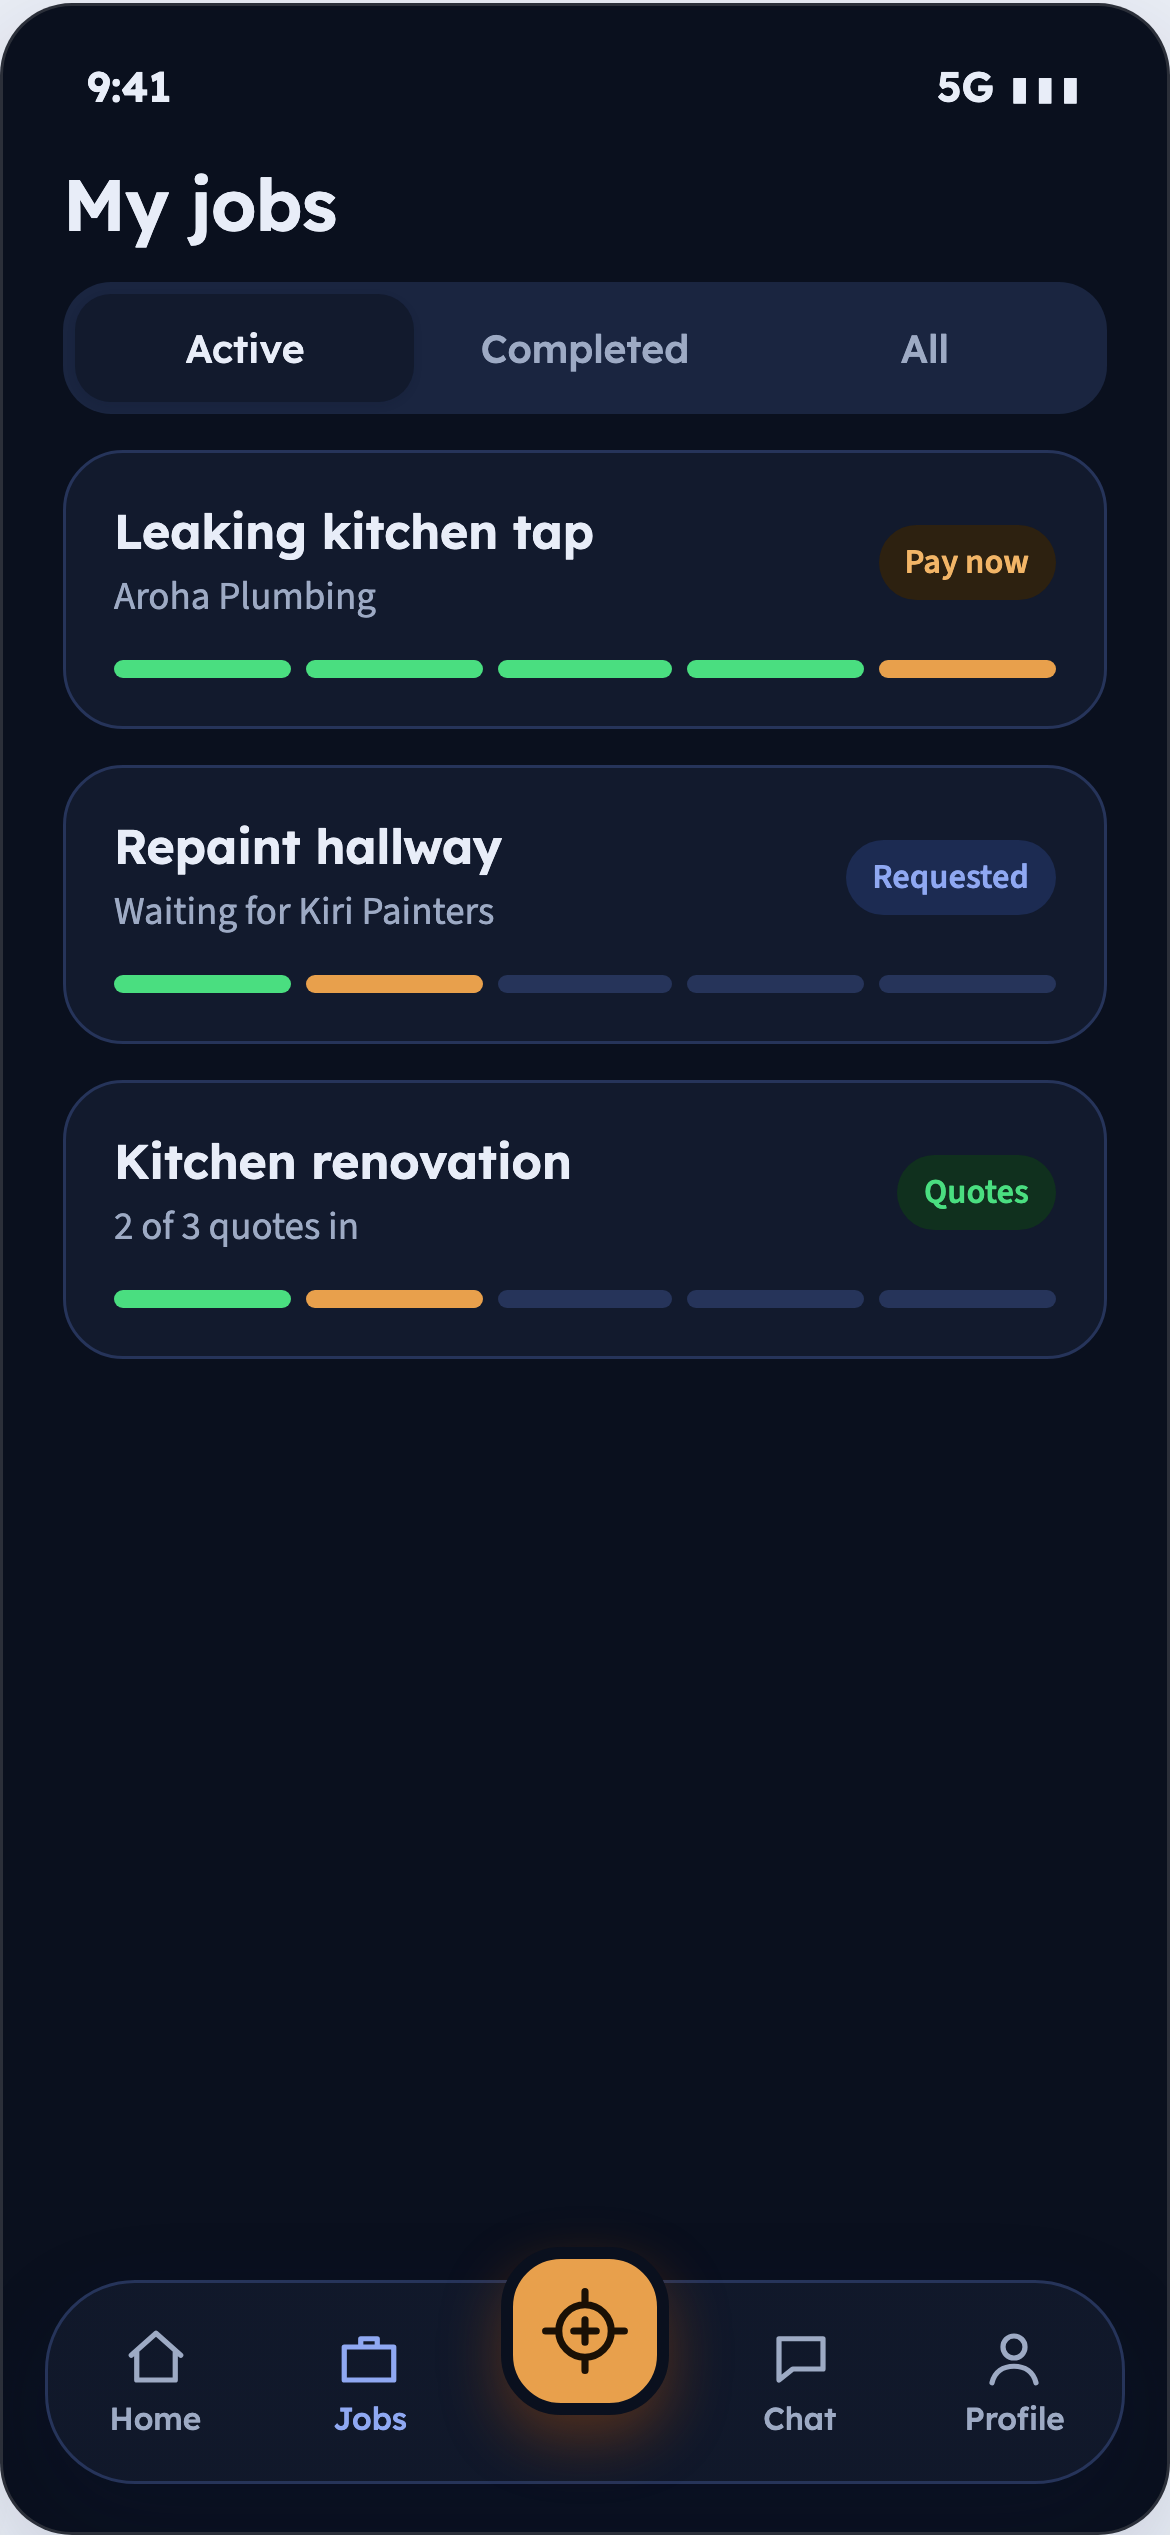 9:41 5G
My jobs
Active Completed All
Leaking kitchen tap
Pay now
Aroha Plumbing
Repaint hallway
Requested
Waiting for Kiri Painters
Kitchen renovation
Quotes
2 of 3 quotes in
Home Jobs Chat Profile